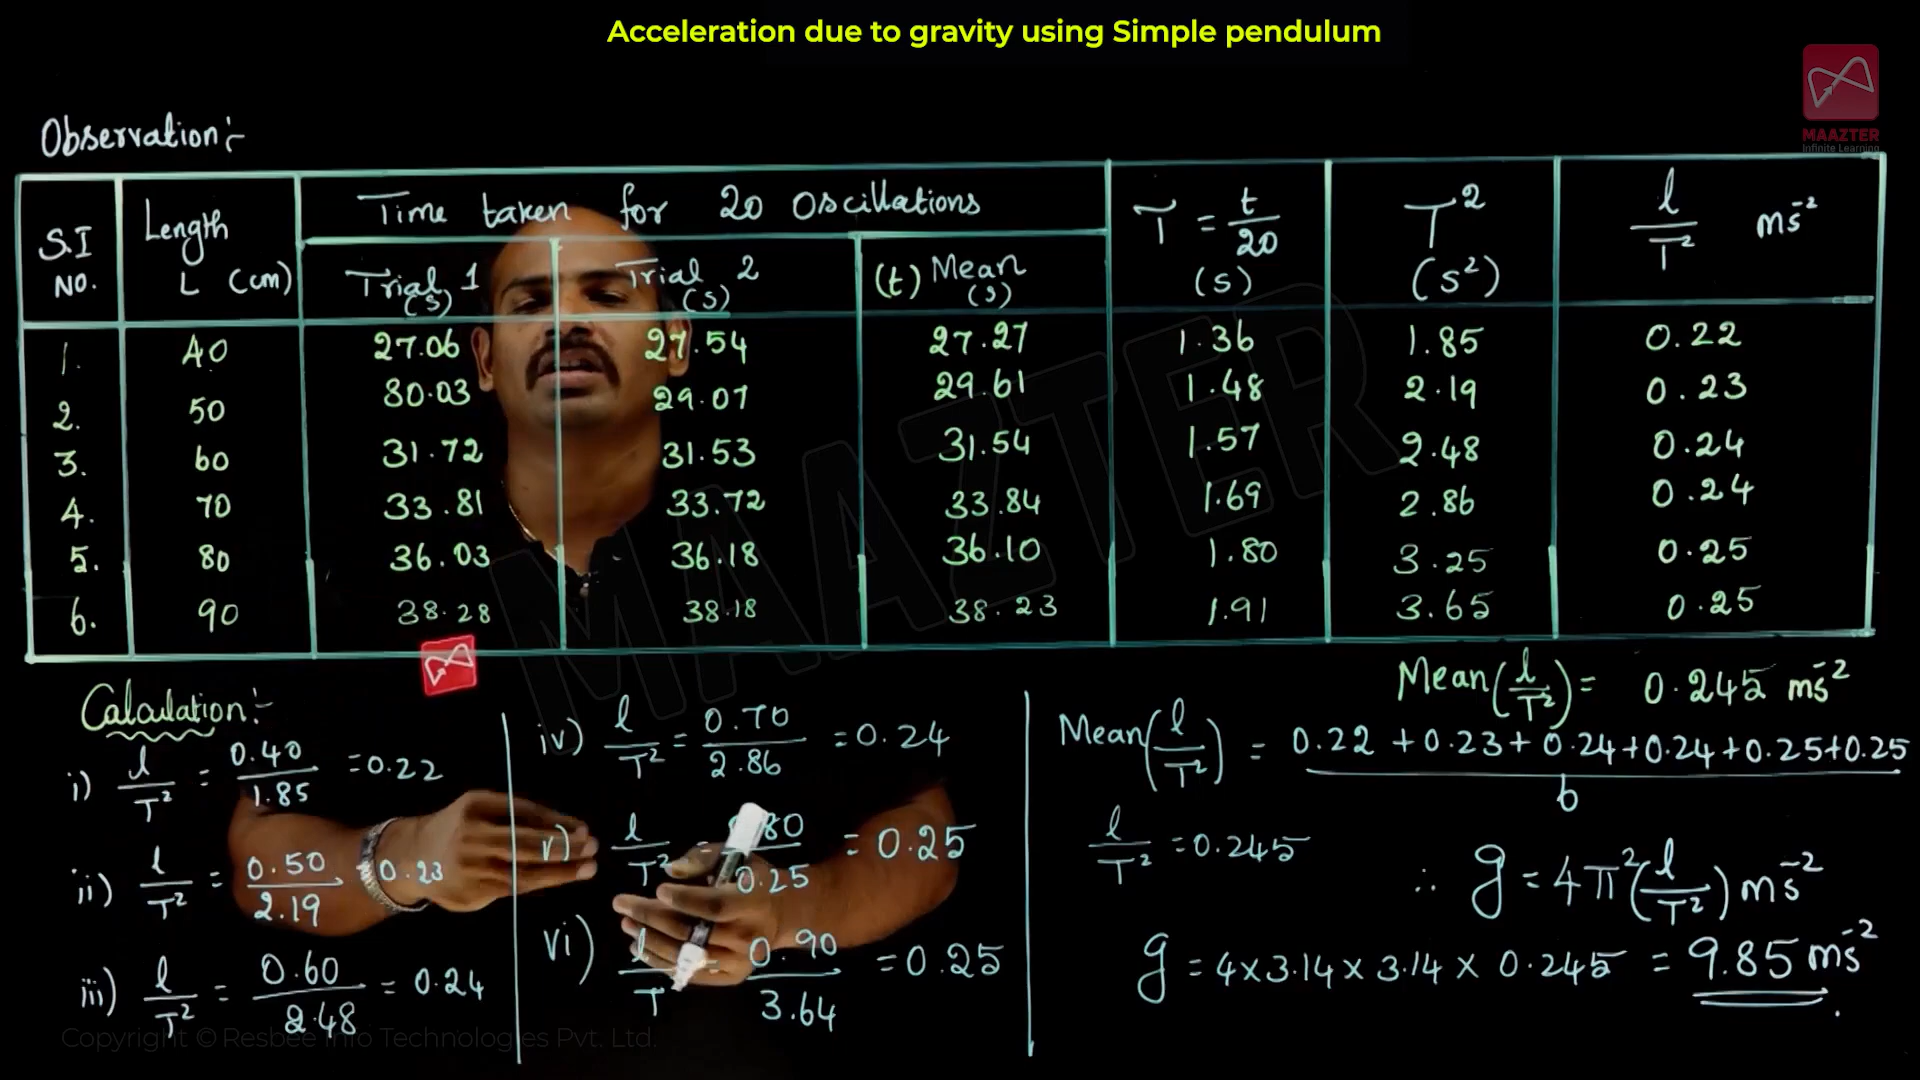 Acceleration due to gravity using Simple pendulum
MAAZTER
Infinite Learning
Observation:-
S.I NO. | Length L (cm) | Time taken for 20 Oscillations | T = t/20 (s) | T² (s²) | l/T² ms⁻²
Trial 1 (s) | Trial 2 (s) | (t) Mean (s)
1. 40 27.06 27.54 27.27 1.36 1.85 0.22
2. 50 80.03 29.07 29.61 1.48 2.19 0.23
3. 60 31.72 31.53 31.54 1.57 2.48 0.24
4. 70 33.81 33.72 33.84 1.69 2.86 0.24
5. 80 36.03 36.18 36.10 1.80 3.25 0.25
6. 90 38.28 38.18 38.23 1.91 3.65 0.25
MAAZTER
Mean (l/T²) = 0.245 ms⁻²
Calculation:-
i) l/T² = 0.40/1.85 = 0.22
ii) l/T² = 0.50/2.19 = 0.23
iii) l/T² = 0.60/2.48 = 0.24
iv) l/T² = 0.70/2.86 = 0.24
v) l/T² = 0.80/0.25 = 0.25
vi) l/T = 0.90/3.64 = 0.25
Mean (l/T²) = 0.22 + 0.23 + 0.24 + 0.24 + 0.25 + 0.25 / 6
l/T² = 0.245
∴ g = 4π² (l/T²) ms⁻²
g = 4 x 3.14 x 3.14 x 0.245 = 9.85 ms⁻².
Copyright © Resbee Info Technologies Pvt. Ltd.